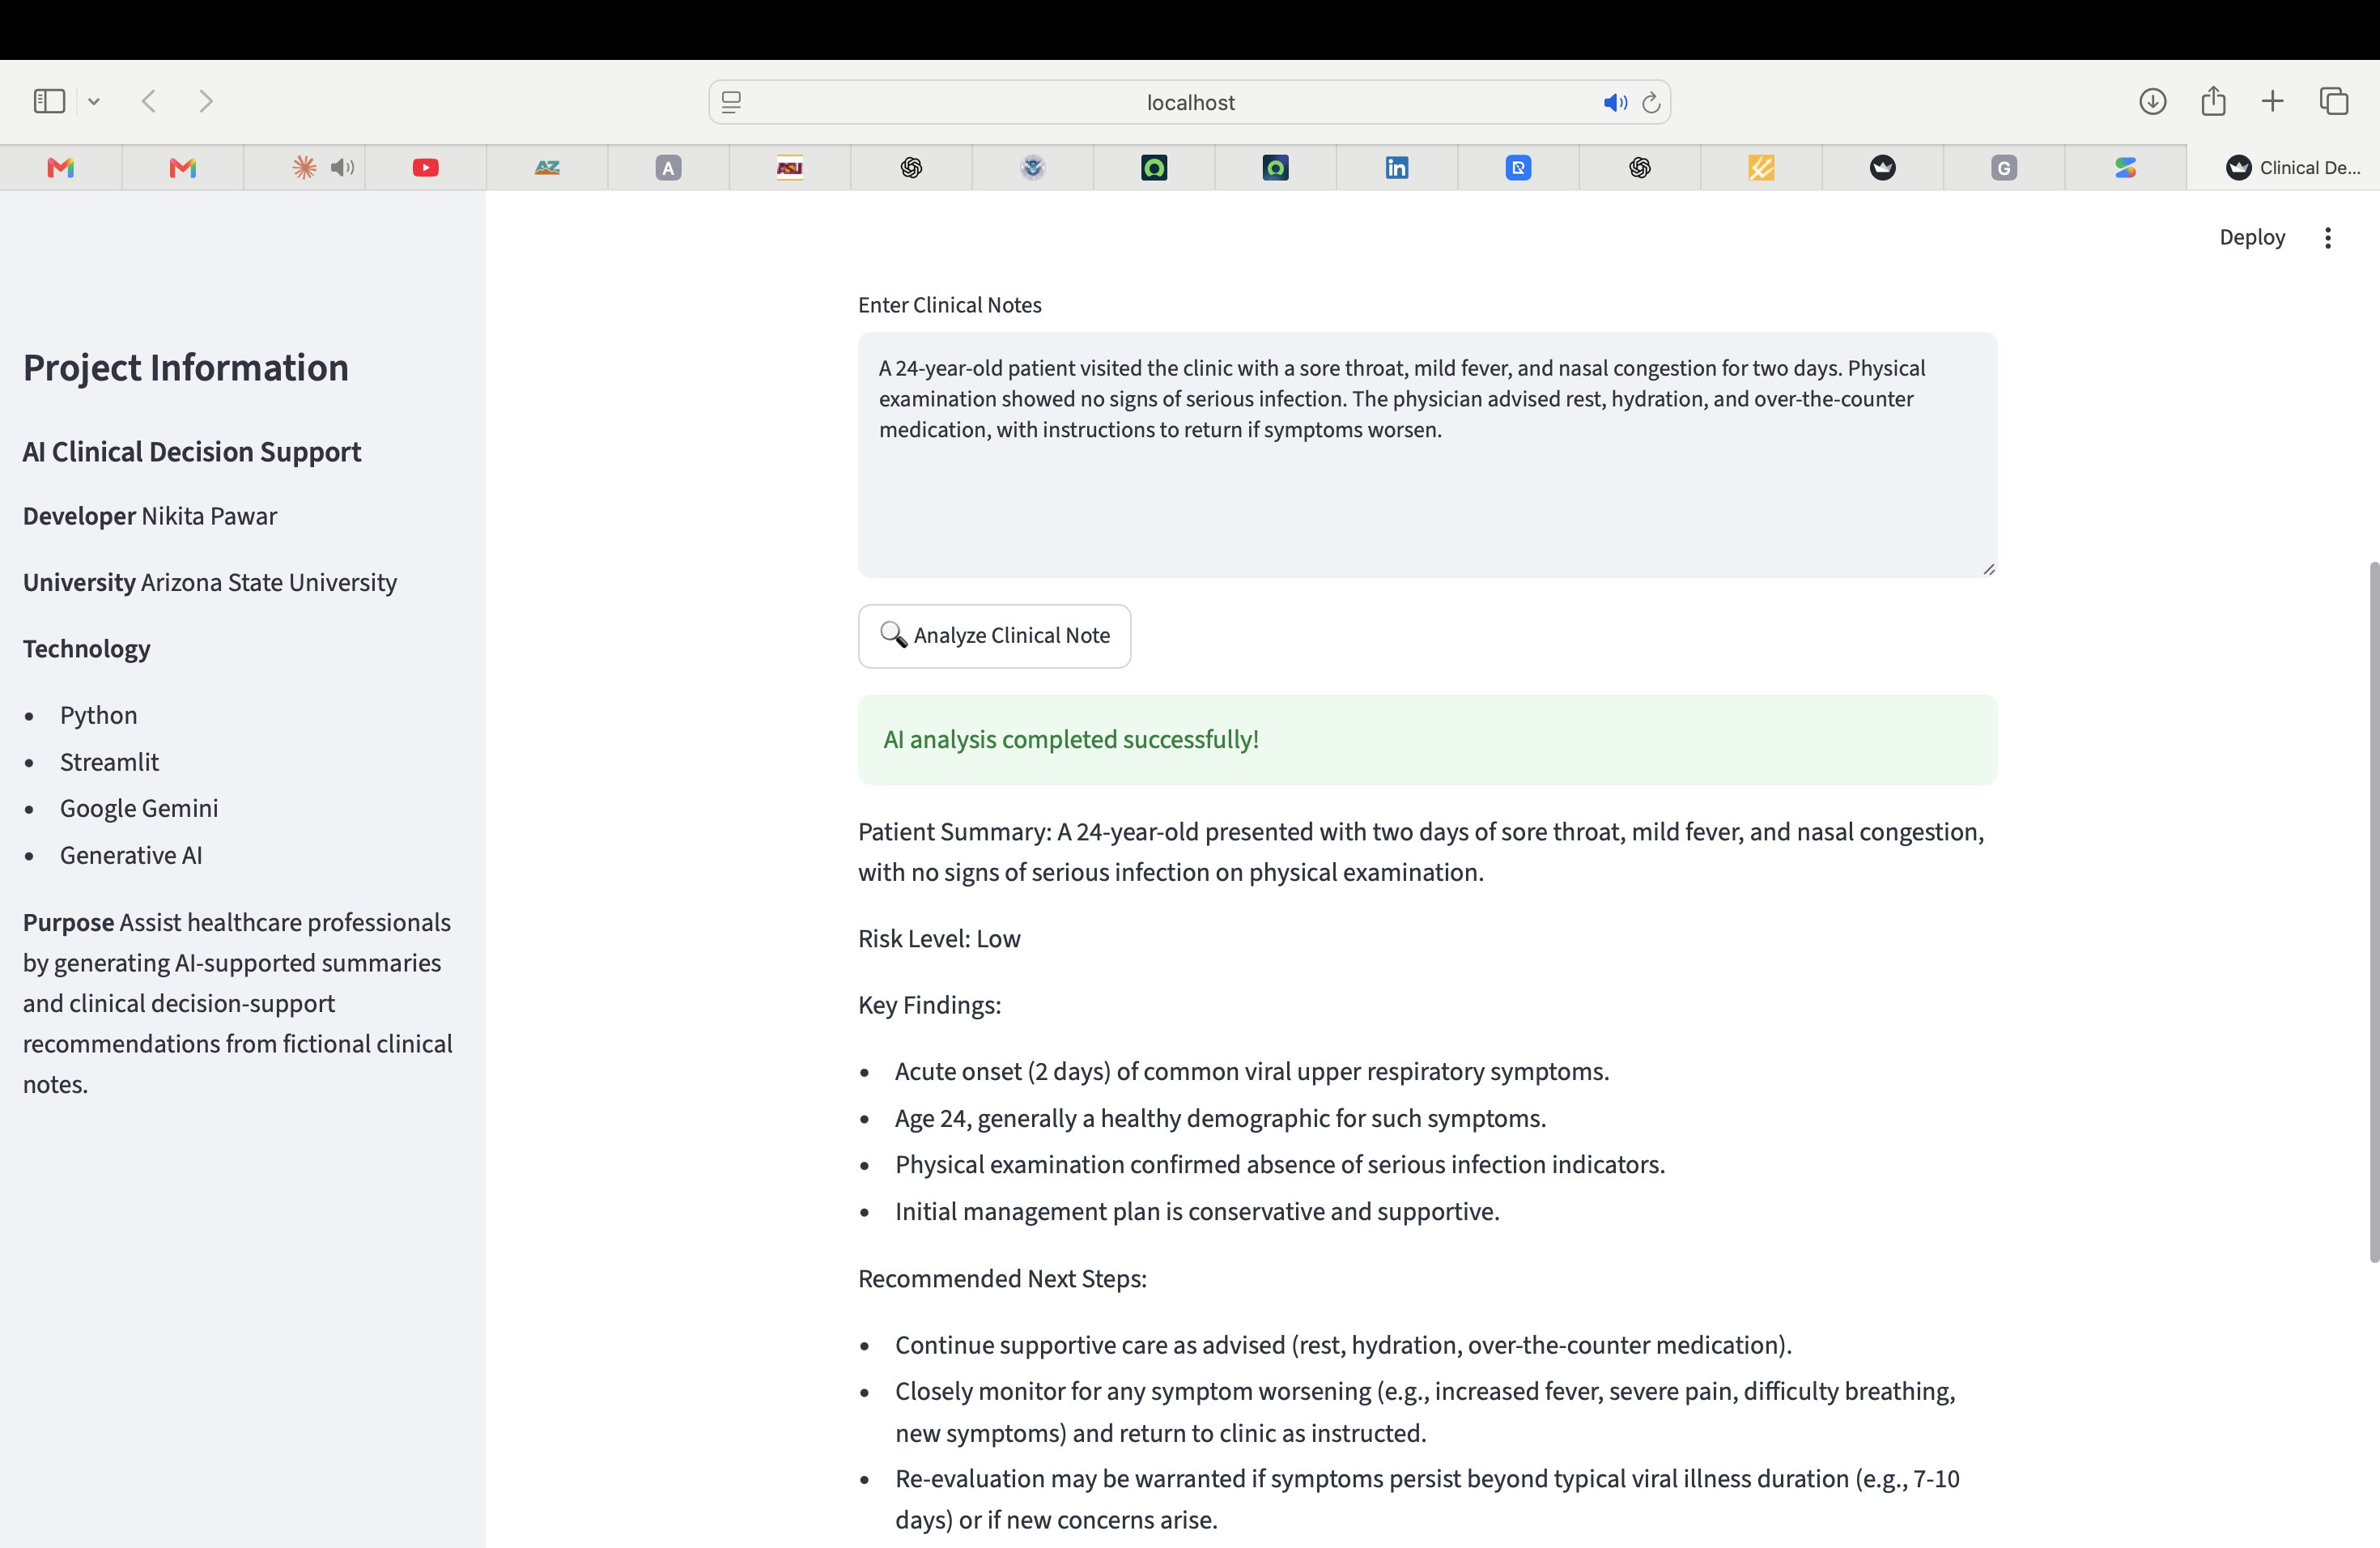 localhost
A
ASU
in
G
Clinical De...
Deploy
Project Information
AI Clinical Decision Support
Developer Nikita Pawar
University Arizona State University
Technology
Python
Streamlit
Google Gemini
Generative AI
Purpose Assist healthcare professionals
by generating AI-supported summaries
and clinical decision-support
recommendations from fictional clinical
notes.
Enter Clinical Notes
A 24-year-old patient visited the clinic with a sore throat, mild fever, and nasal congestion for two days. Physical
examination showed no signs of serious infection. The physician advised rest, hydration, and over-the-counter
medication, with instructions to return if symptoms worsen.
Analyze Clinical Note
AI analysis completed successfully!
Patient Summary: A 24-year-old presented with two days of sore throat, mild fever, and nasal congestion,
with no signs of serious infection on physical examination.
Risk Level: Low
Key Findings:
Acute onset (2 days) of common viral upper respiratory symptoms.
Age 24, generally a healthy demographic for such symptoms.
Physical examination confirmed absence of serious infection indicators.
Initial management plan is conservative and supportive.
Recommended Next Steps:
Continue supportive care as advised (rest, hydration, over-the-counter medication).
Closely monitor for any symptom worsening (e.g., increased fever, severe pain, difficulty breathing,
new symptoms) and return to clinic as instructed.
Re-evaluation may be warranted if symptoms persist beyond typical viral illness duration (e.g., 7-10
days) or if new concerns arise.